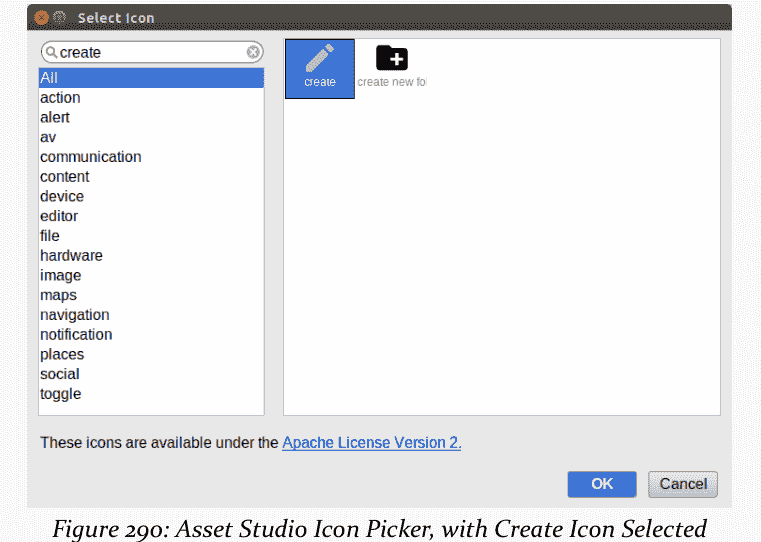 Select Icon
create
All
action
alert
av
communication
content
device
editor
file
hardware
image
maps
navigation
notification
places
social
toggle
create
create new fol
These icons are available under the Apache License Version 2.
OK
Cancel
Figure 290: Asset Studio Icon Picker, with Create Icon Selected